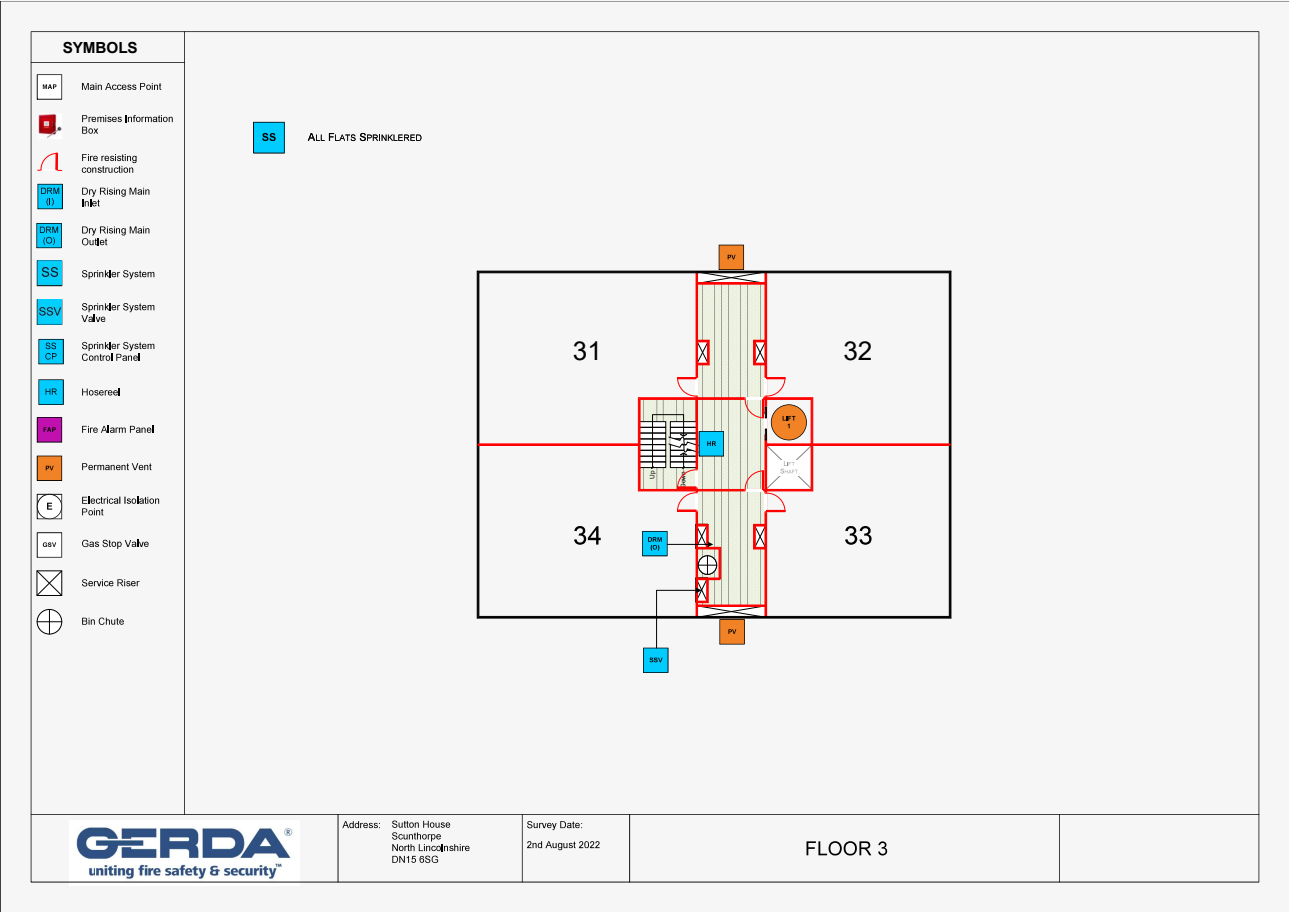 SYMBOLS
MAP
Main Access Point
Premises Information
Box
Fire resisting
construction
DRM
(I)
Dry Rising Main
Inlet
DRM
(O)
Dry Rising Main
Outlet
SS
Sprinkler System
SSV
Sprinkler System
Valve
SS
CP
Sprinkler System
Control Panel
HR
Hosereel
FAP
Fire Alarm Panel
PV
Permanent Vent
E
Electrical Isolation
Point
GSV
Gas Stop Valve
Service Riser
Bin Chute
SS
ALL FLATS SPRINKLERED
PV
31
32
LIFT
1
HR
LIFT
SHAFT
Up
Down
34
33
DRM
(O)
PV
SSV
GERDA®
uniting fire safety & security™
Address: Sutton House
Scunthorpe
North Lincolnshire
DN15 6SG
Survey Date:
2nd August 2022
FLOOR 3